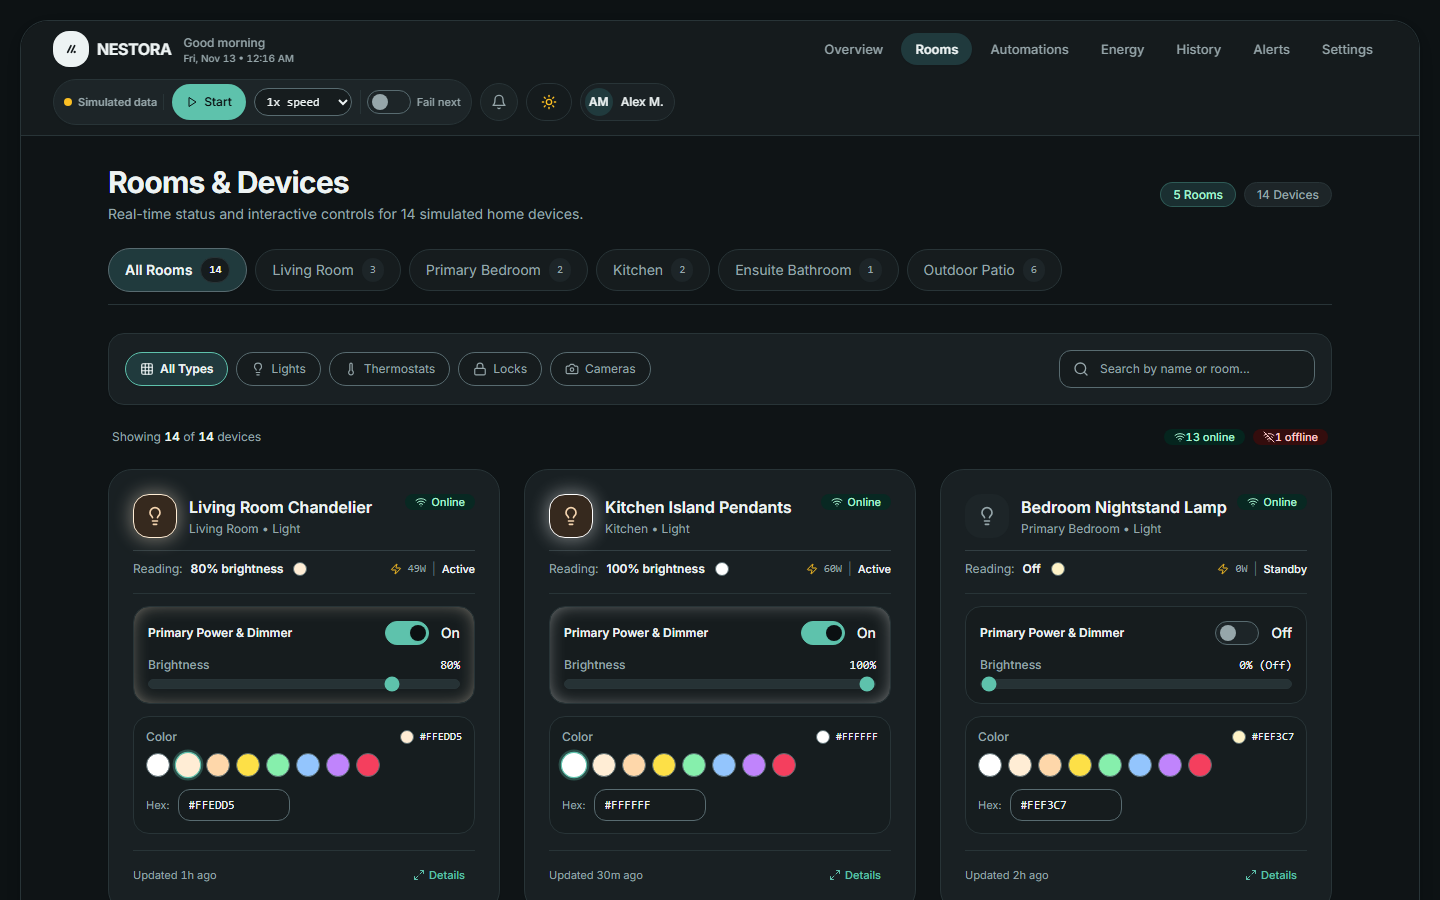 NESTORA
Good morning
Fri, Nov 13 • 12:16 AM
Overview
Rooms
Automations
Energy
History
Alerts
Settings
Simulated data
Start
1x speed
Fail next
AM
Alex M.
Rooms & Devices
Real-time status and interactive controls for 14 simulated home devices.
5 Rooms
14 Devices
All Rooms 14
Living Room 3
Primary Bedroom 2
Kitchen 2
Ensuite Bathroom 1
Outdoor Patio 6
All Types
Lights
Thermostats
Locks
Cameras
Search by name or room...
Showing 14 of 14 devices
13 online
1 offline
Living Room Chandelier
Online
Living Room • Light
Reading: 80% brightness
49W
Active
Primary Power & Dimmer
On
Brightness
80%
Color
#FFEDD5
Hex:
#FFEDD5
Updated 1h ago
Details
Kitchen Island Pendants
Online
Kitchen • Light
Reading: 100% brightness
60W
Active
Primary Power & Dimmer
On
Brightness
100%
Color
#FFFFFF
Hex:
#FFFFFF
Updated 30m ago
Details
Bedroom Nightstand Lamp
Online
Primary Bedroom • Light
Reading: Off
0W
Standby
Primary Power & Dimmer
Off
Brightness
0% (Off)
Color
#FEF3C7
Hex:
#FEF3C7
Updated 2h ago
Details